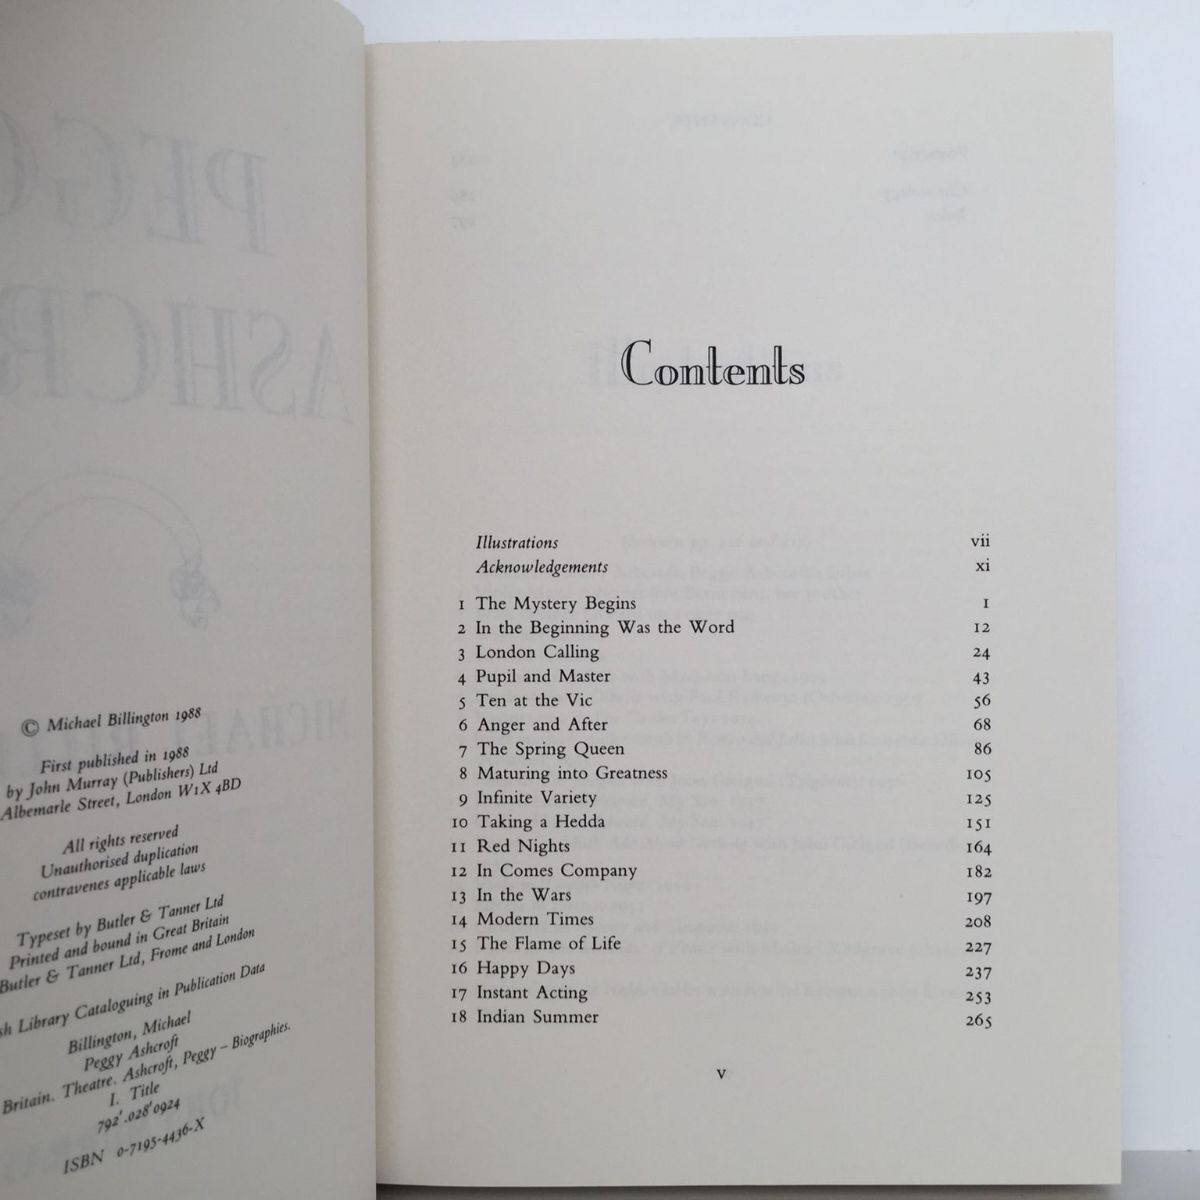 © Michael Billington 1988
First published in 1988
by John Murray (Publishers) Ltd
Albemarle Street, London W1X 4BD
All rights reserved
Unauthorised duplication
contravenes applicable laws
Typeset by Butler & Tanner Ltd
Printed and bound in Great Britain
Butler & Tanner Ltd, Frome and London
Library Cataloguing in Publication Data
Billington, Michael
Peggy Ashcroft
Britain. Theatre. Ashcroft, Peggy – Biographies.
I. Title
792′.028′0924
ISBN 0-7195-4436-X
Contents
Illustrations vii
Acknowledgements xi
1 The Mystery Begins 1
2 In the Beginning Was the Word 12
3 London Calling 24
4 Pupil and Master 43
5 Ten at the Vic 56
6 Anger and After 68
7 The Spring Queen 86
8 Maturing into Greatness 105
9 Infinite Variety 125
10 Taking a Hedda 151
11 Red Nights 164
12 In Comes Company 182
13 In the Wars 197
14 Modern Times 208
15 The Flame of Life 227
16 Happy Days 237
17 Instant Acting 253
18 Indian Summer 265
v